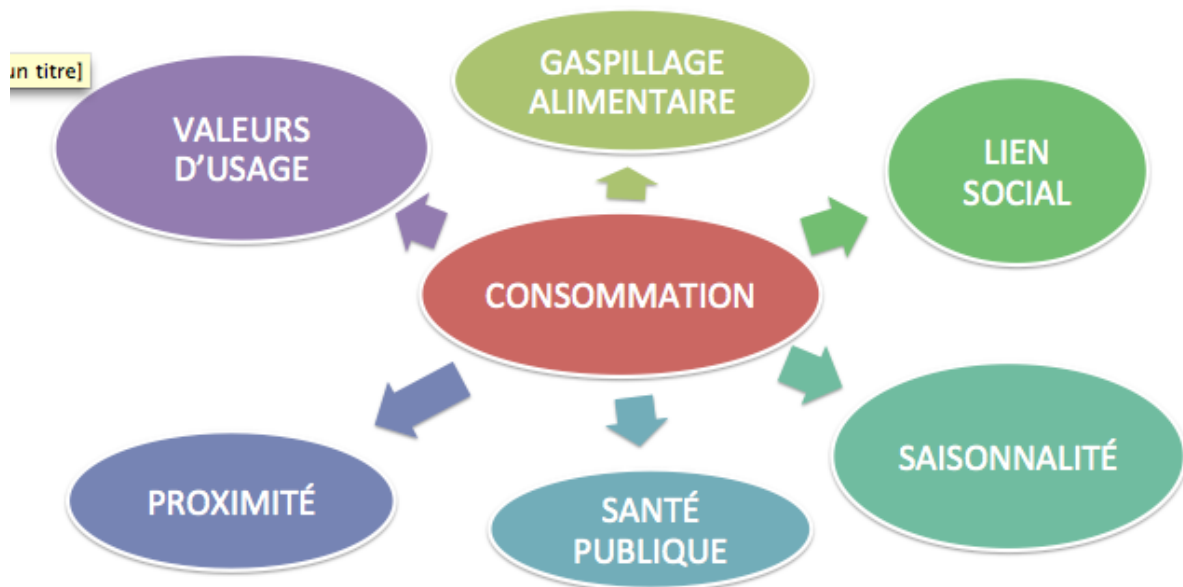 un titre]
GASPILLAGE
ALIMENTAIRE
VALEURS
D'USAGE
LIEN
SOCIAL
CONSOMMATION
SAISONNALITÉ
PROXIMITÉ
SANTÉ
PUBLIQUE